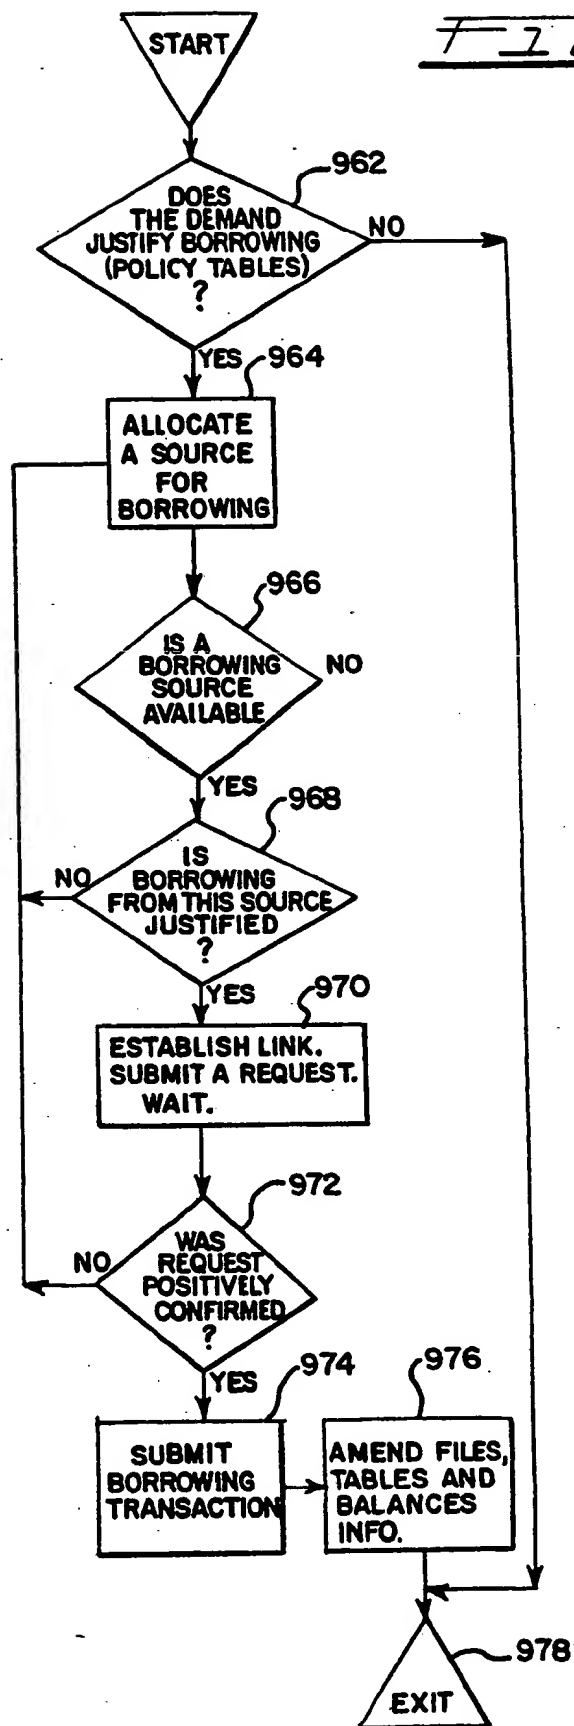 START
962
DOES
THE DEMAND
JUSTIFY BORROWING
(POLICY TABLES)
?
NO
YES
964
ALLOCATE
A SOURCE
FOR
BORROWING
966
IS A
BORROWING
SOURCE
AVAILABLE
NO
YES
968
IS
BORROWING
FROM THIS SOURCE
JUSTIFIED
?
NO
YES
970
ESTABLISH LINK.
SUBMIT A REQUEST.
WAIT.
972
WAS
REQUEST
POSITIVELY
CONFIRMED
?
NO
YES
974
SUBMIT
BORROWING
TRANSACTION
976
AMEND FILES,
TABLES AND
BALANCES
INFO.
978
EXIT